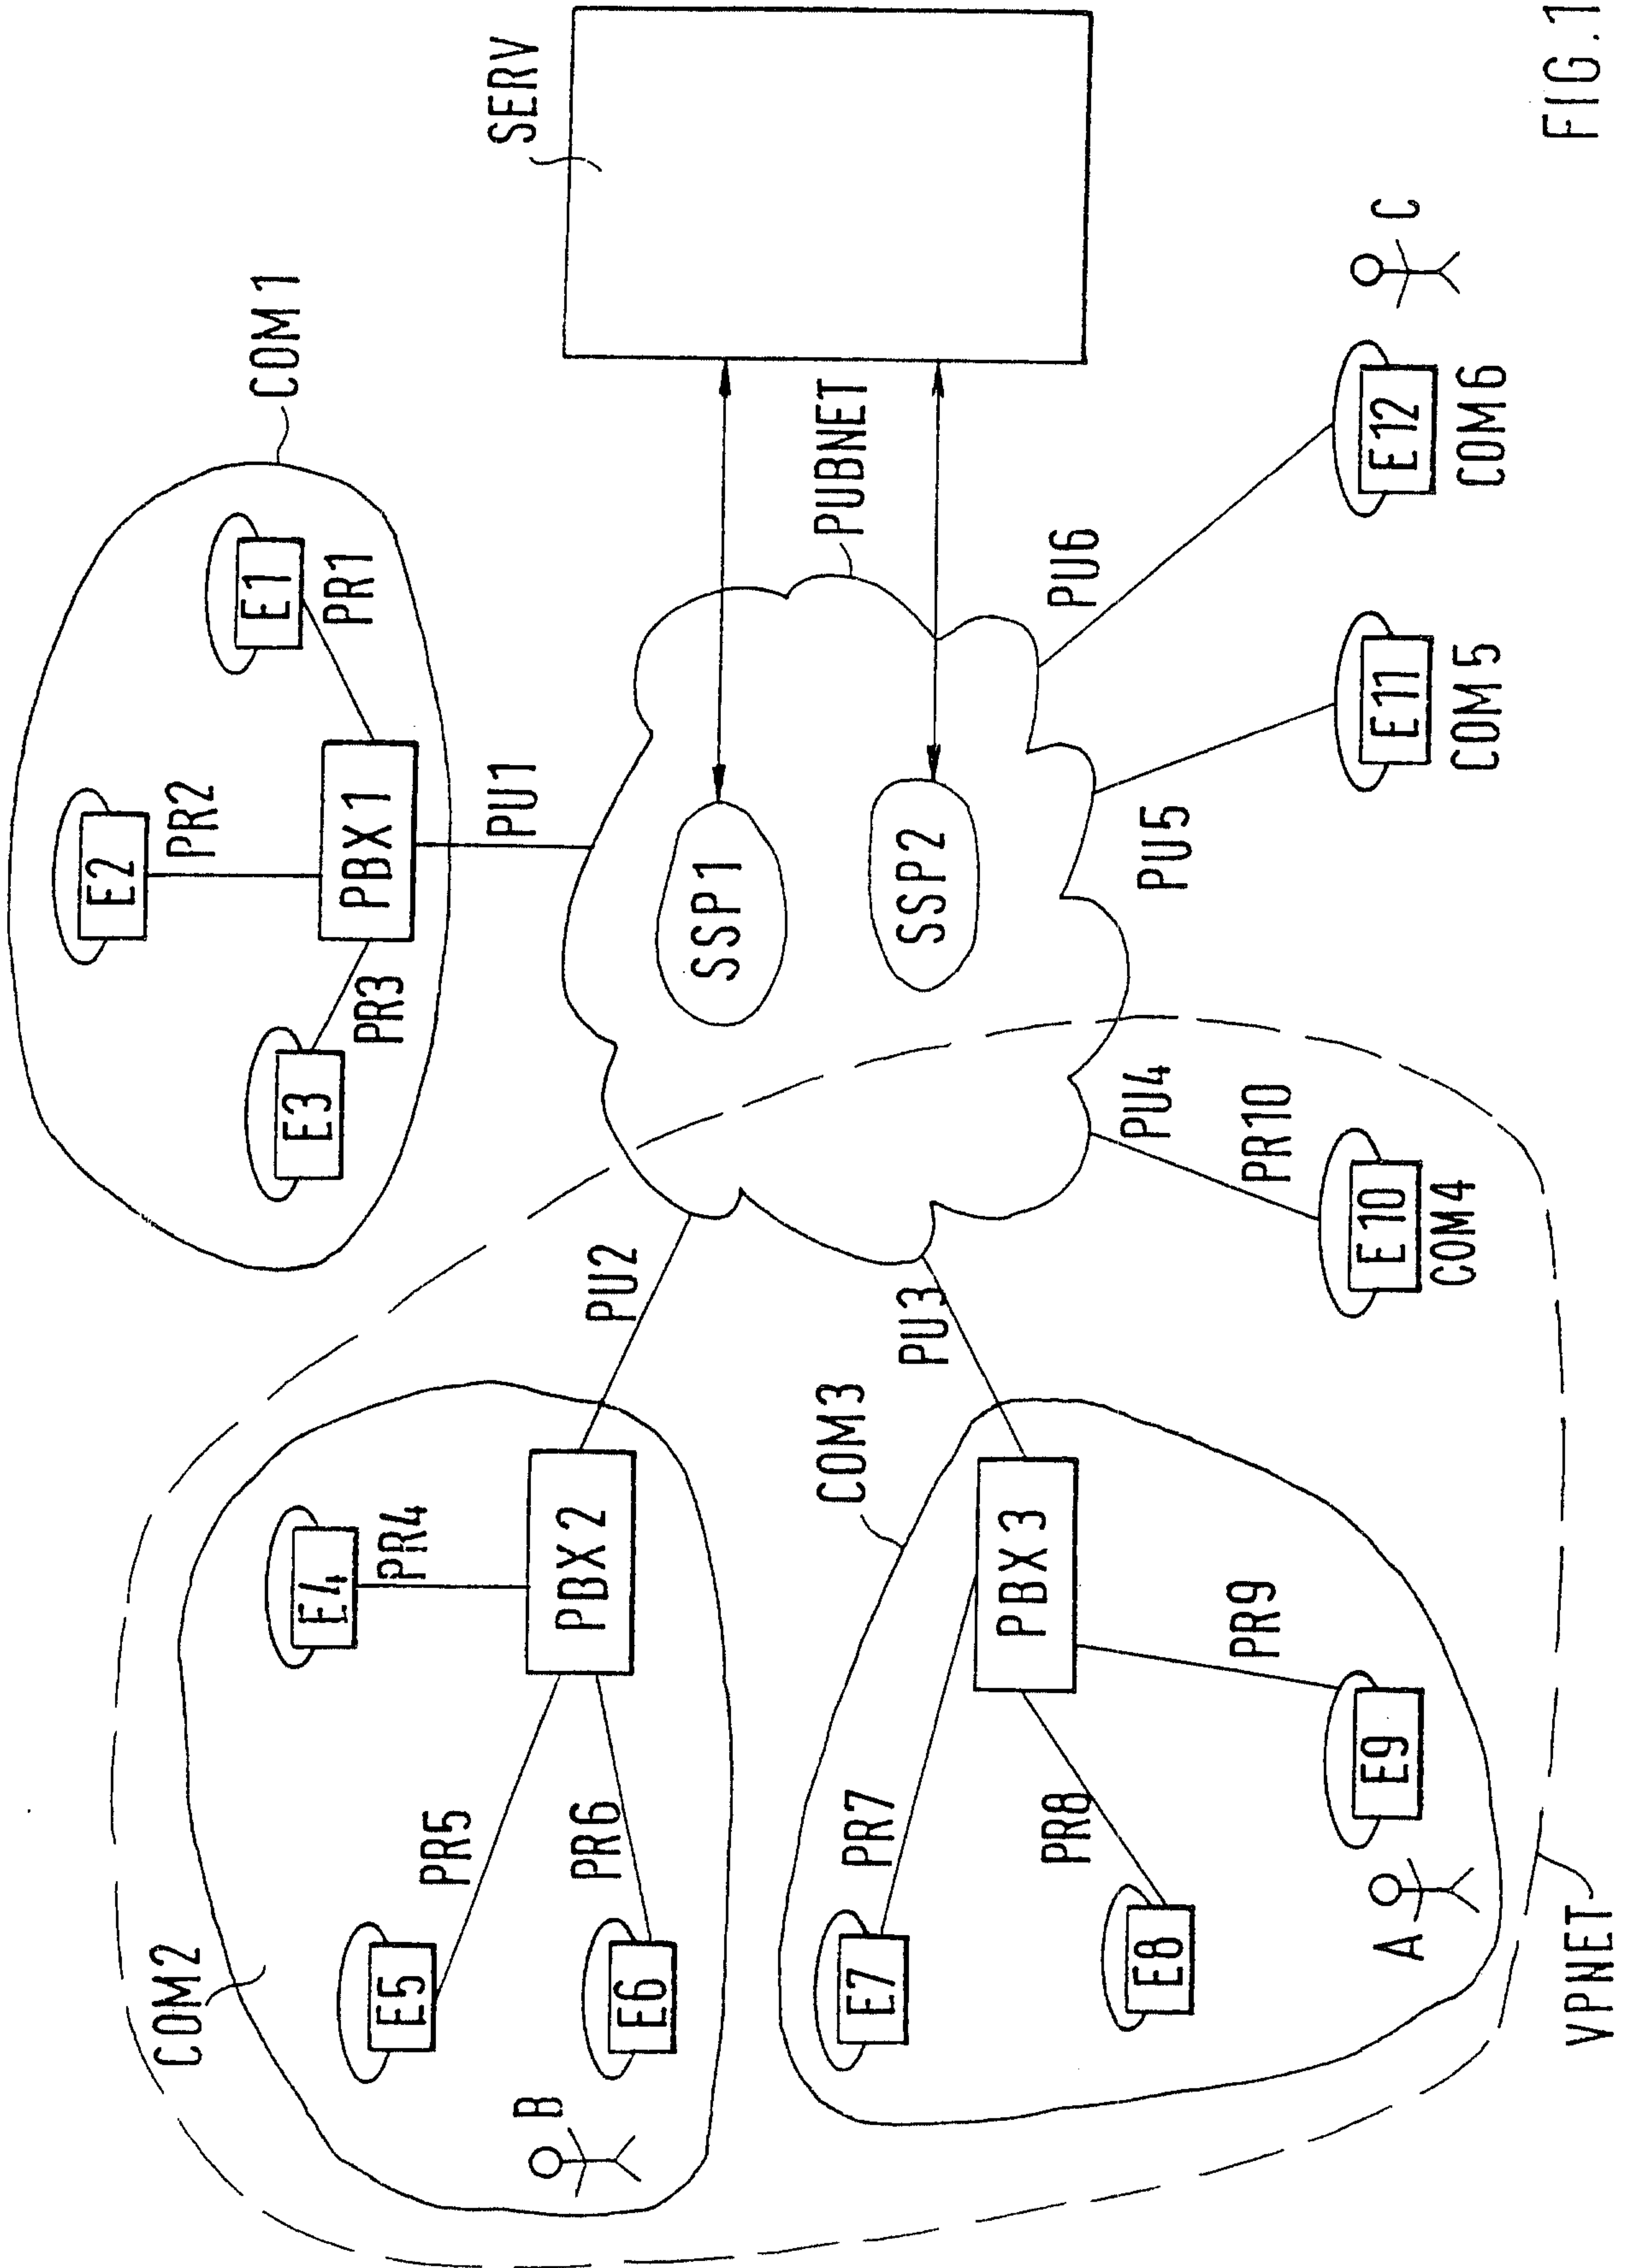 COM1
E1
PR1
E2
PR2
E3
PR3
PBX1
PU1
SERV
PUBNET
SSP1
SSP2
COM2
E4
PR4
E5
PR5
E6
PR6
PBX2
PU2
B
COM3
PBX3
PU3
E7
PR7
E8
PR8
E9
PR9
A
PU4
PR10
E10
COM4
PU5
E11
COM5
PU6
E12
COM6
C
VPNET
FIG.1